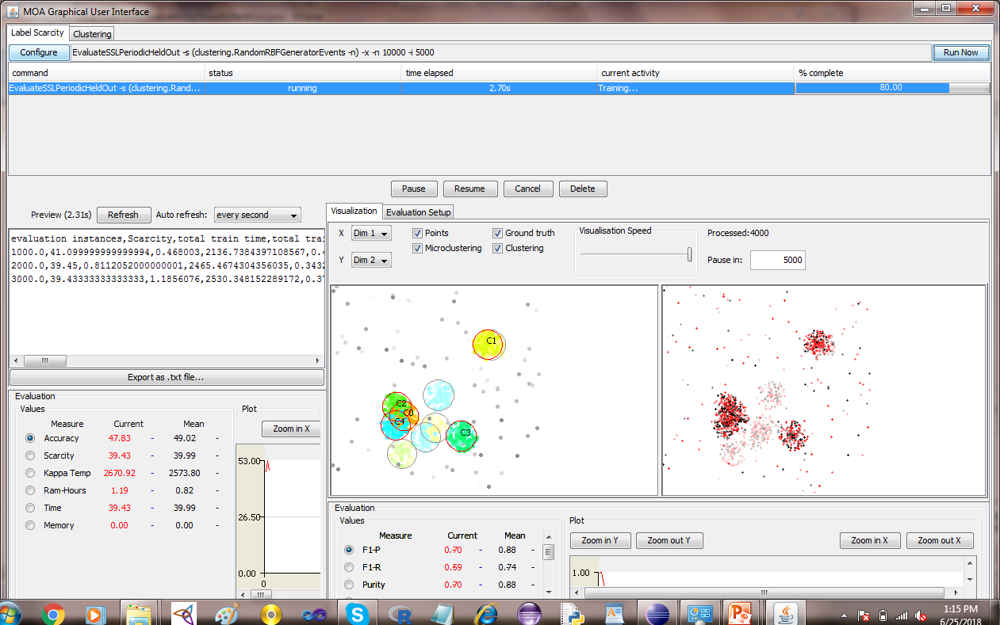 MOA Graphical User Interface
Label Scarcity Clustering
Configure EvaluateSSLPeriodicHeldOut -s (clustering.RandomRBFGeneratorEvents -n) -x -n 10000 -i 5000 Run Now
command status time elapsed current activity % complete
EvaluateSSLPeriodicHeldOut -s (clustering.Rand... running 2.70s Training... 80.00
Pause Resume Cancel Delete
Preview (2.31s) Refresh Auto refresh: every second
evaluation instances,Scarcity,total train time,total trai
1000.0,41.099999999999994,0.468003,2136.7384397108567,0.4
2000.0,39.45,0.8112052000000001,2465.4674304356035,0.3432
3000.0,39.43333333333333,1.1856076,2530.348152289172,0.37
Export as .txt file...
Visualization Evaluation Setup
X Dim 1 Points Ground truth Visualisation Speed Processed:4000
Y Dim 2 Microclustering Clustering Pause in: 5000
C1
C2
C0
C4
C3
Evaluation
Values Plot
Measure Current Mean Zoom in X
Accuracy 47.83 - 49.02 -
Scarcity 39.43 - 39.99 -
Kappa Temp 2670.92 - 2573.80 -
Ram-Hours 1.19 - 0.82 -
Time 39.43 - 39.99 -
Memory 0.00 - 0.00 -
53.00
26.50
0.00
0
Evaluation
Values Plot
Measure Current Mean
F1-P 0.70 - 0.88 -
F1-R 0.59 - 0.74 -
Purity 0.70 - 0.88 -
Zoom in Y Zoom out Y Zoom in X Zoom out X
1.00
1:15 PM
6/25/2018